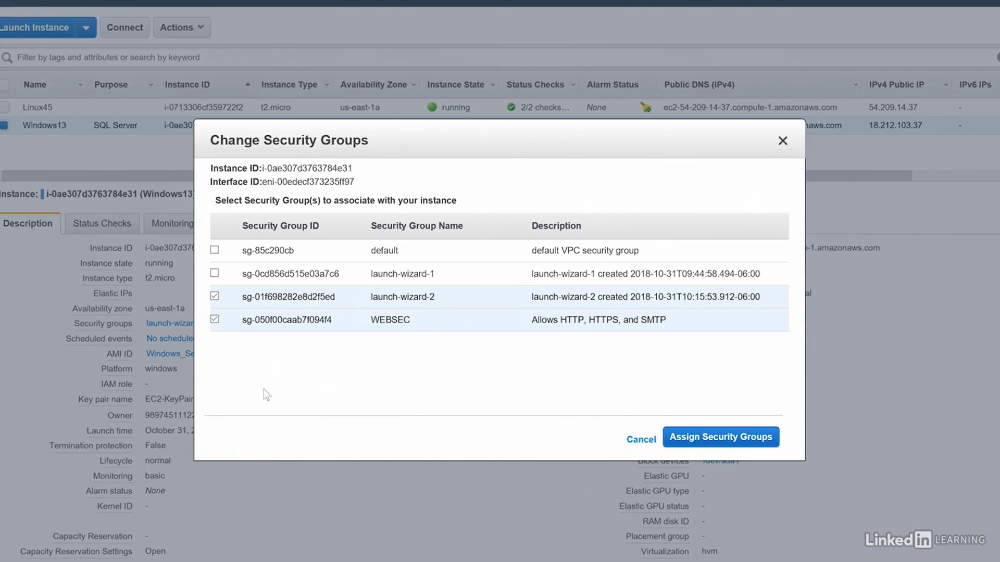 Launch Instance
Connect
Actions
Filter by tags and attributes or search by keyword
Name Purpose Instance ID Instance Type Availability Zone Instance State Status Checks Alarm Status Public DNS (IPv4) IPv4 Public IP IPv6 IPs
Linux45 i-0713306cf359722f2 t2.micro us-east-1a running 2/2 checks... None ec2-54-209-14-37.compute-1.amazonaws.com 54.209.14.37 -
Windows13 SQL Server i-0ae30 naws.com 18.212.103.37 -
Change Security Groups
Instance ID:i-0ae307d3763784e31
Interface ID:eni-00edecf373235ff97
Select Security Group(s) to associate with your instance
Security Group ID Security Group Name Description
sg-85c290cb default default VPC security group
sg-0cd856d515e03a7c6 launch-wizard-1 launch-wizard-1 created 2018-10-31T09:44:58.494-06:00
sg-01f698282e8d2f5ed launch-wizard-2 launch-wizard-2 created 2018-10-31T10:15:53.912-06:00
sg-050f00caab7f094f4 WEBSEC Allows HTTP, HTTPS, and SMTP
Cancel
Assign Security Groups
Instance: i-0ae307d3763784e31 (Windows13)
Description Status Checks Monitoring
Instance ID i-0ae307d376
Instance state running
Instance type t2.micro
Elastic IPs
Availability zone us-east-1a
Security groups launch-wizar
Scheduled events No schedule
AMI ID Windows_Se
Platform windows
IAM role -
Key pair name EC2-KeyPair
Owner 98974511122
Launch time October 31, 2
Termination protection False
Lifecycle normal
Monitoring basic
Alarm status None
Kernel ID -
Capacity Reservation -
Capacity Reservation Settings Open
e-1.amazonaws.com
al
Block devices /dev/sda1
Elastic GPU -
Elastic GPU type -
Elastic GPU status -
RAM disk ID -
Placement group -
Virtualization hvm
LinkedIn LEARNING